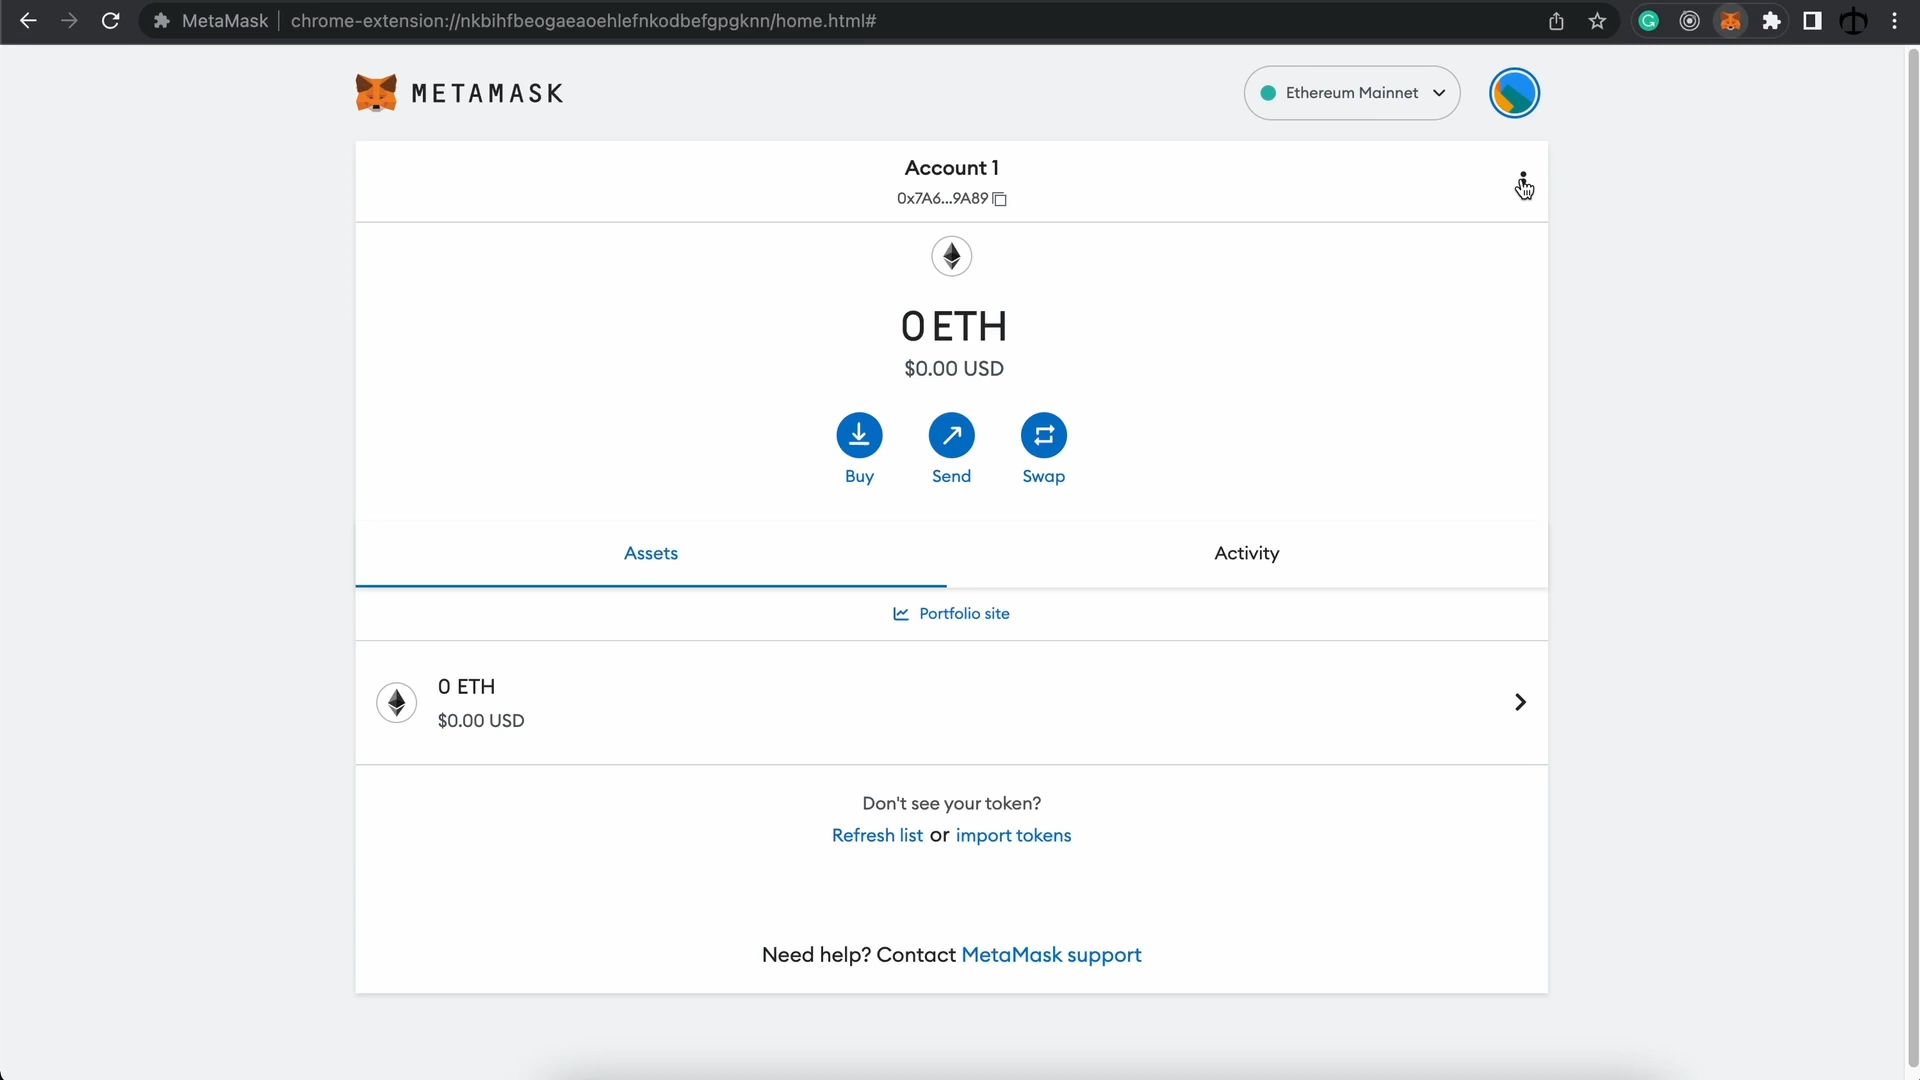 MetaMask
chrome-extension://nkbihfbeogaeaoehlefnkodbefgpgknn/home.html#
METAMASK
Ethereum Mainnet
Account 1
0x7A6...9A89
0 ETH
$0.00 USD
Buy
Send
Swap
Assets
Activity
Portfolio site
0 ETH
$0.00 USD
Don't see your token?
Refresh list or import tokens
Need help? Contact MetaMask support